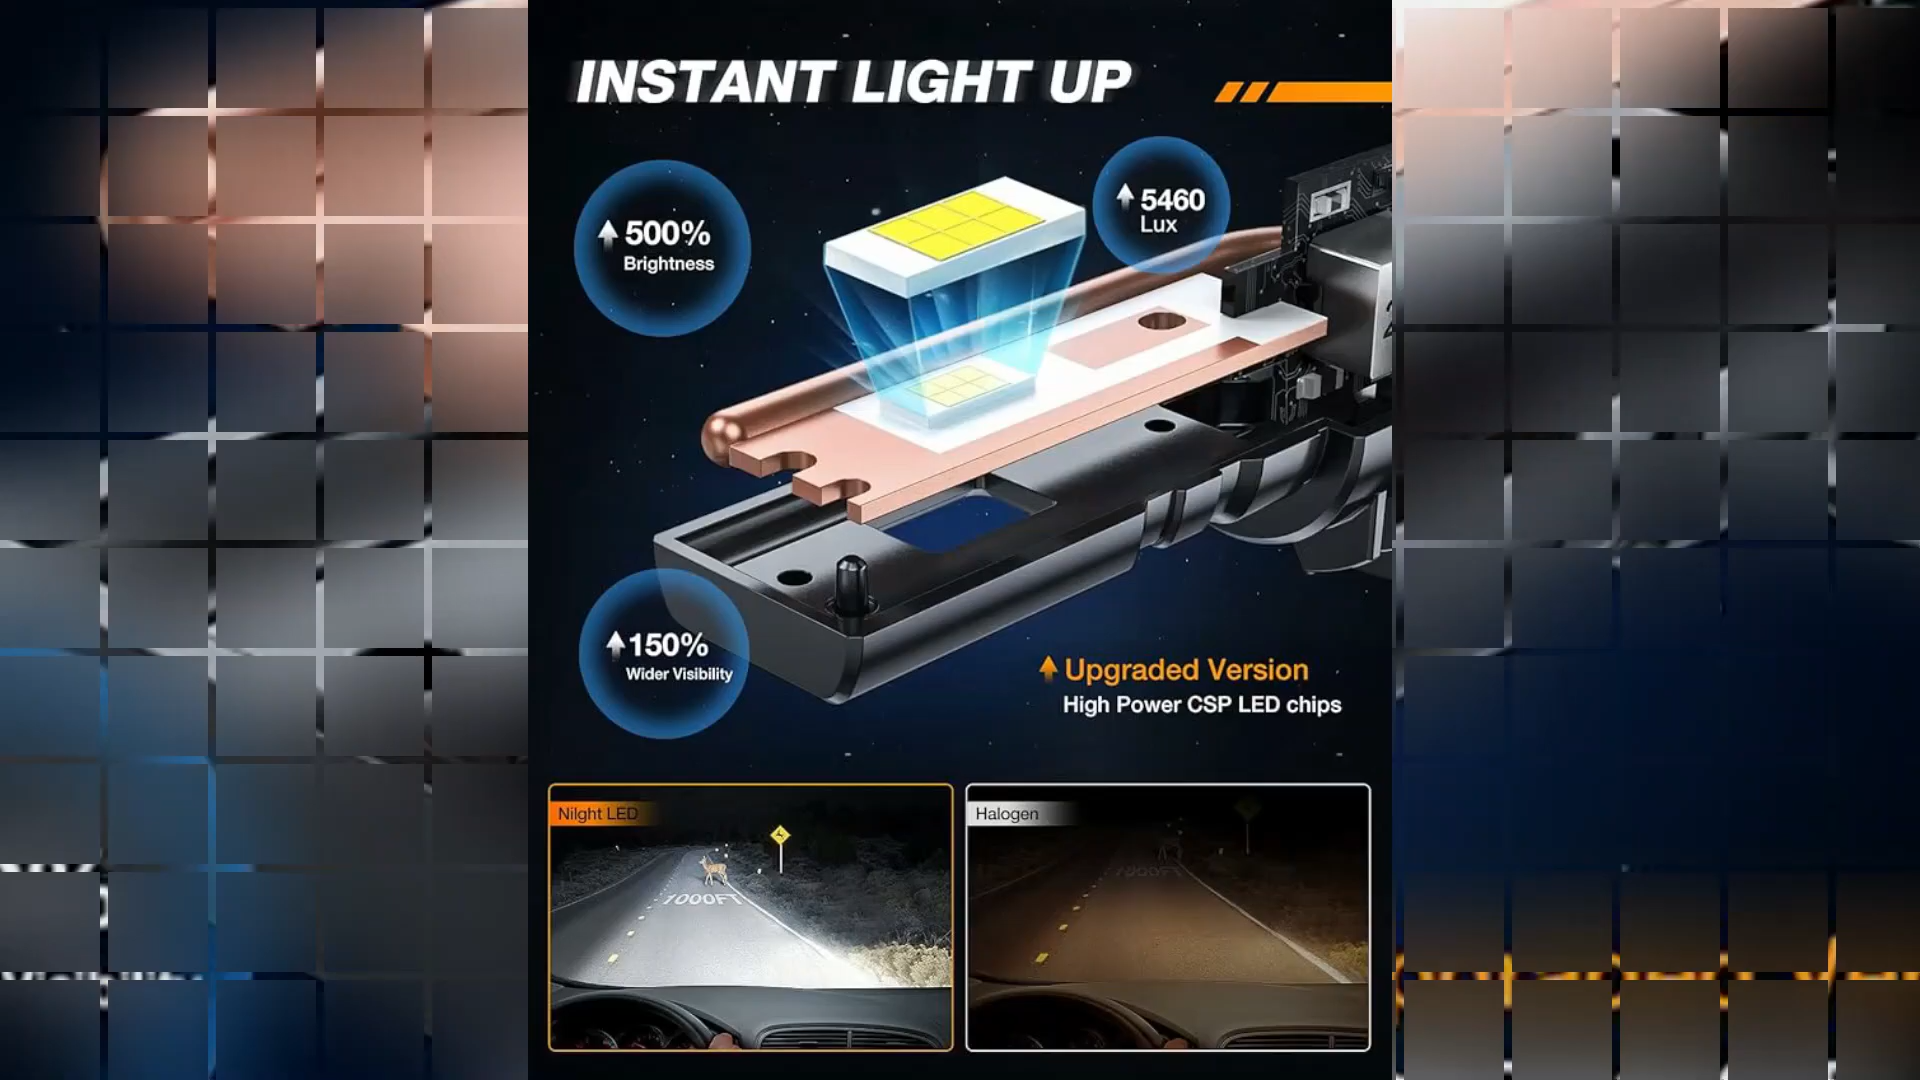 INSTANT LIGHT UP
500%
Brightness
5460
Lux
150%
Wider Visibility
Upgraded Version
High Power CSP LED chips
Nilght LED
1000FT
Halogen
1000FT